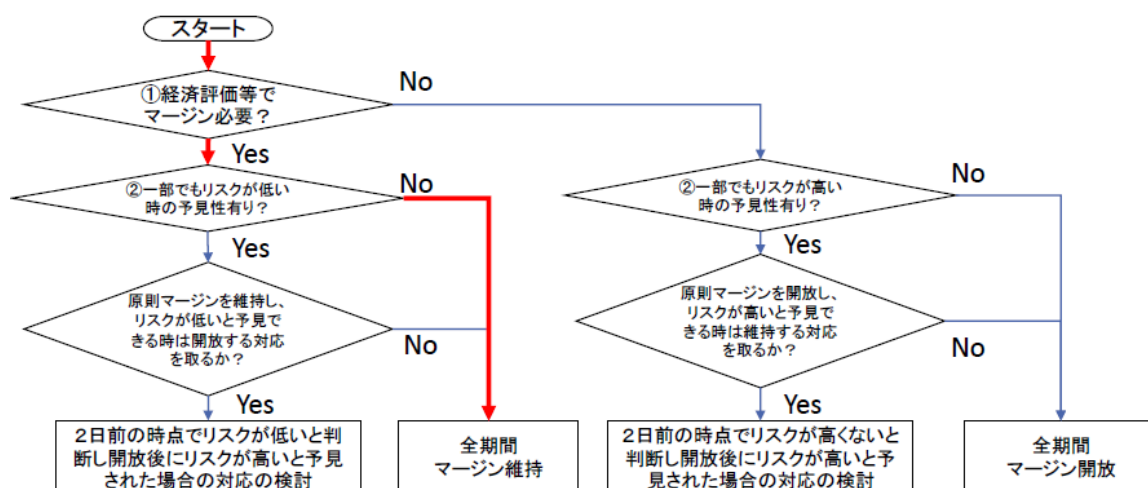 スタート
①経済評価等で
マージン必要？
No
Yes
②一部でもリスクが低い
時の予見性有り？
No
Yes
原則マージンを維持し、
リスクが低いと予見で
きる時は開放する対応
を取るか？
No
Yes
２日前の時点でリスクが低いと判
断し開放後にリスクが高いと予見
された場合の対応の検討
全期間
マージン維持
②一部でもリスクが高い
時の予見性有り？
No
Yes
原則マージンを開放し、
リスクが高いと予見で
きる時は維持する対応
を取るか？
No
Yes
２日前の時点でリスクが高くないと
判断し開放後にリスクが高いと予
見された場合の対応の検討
全期間
マージン開放